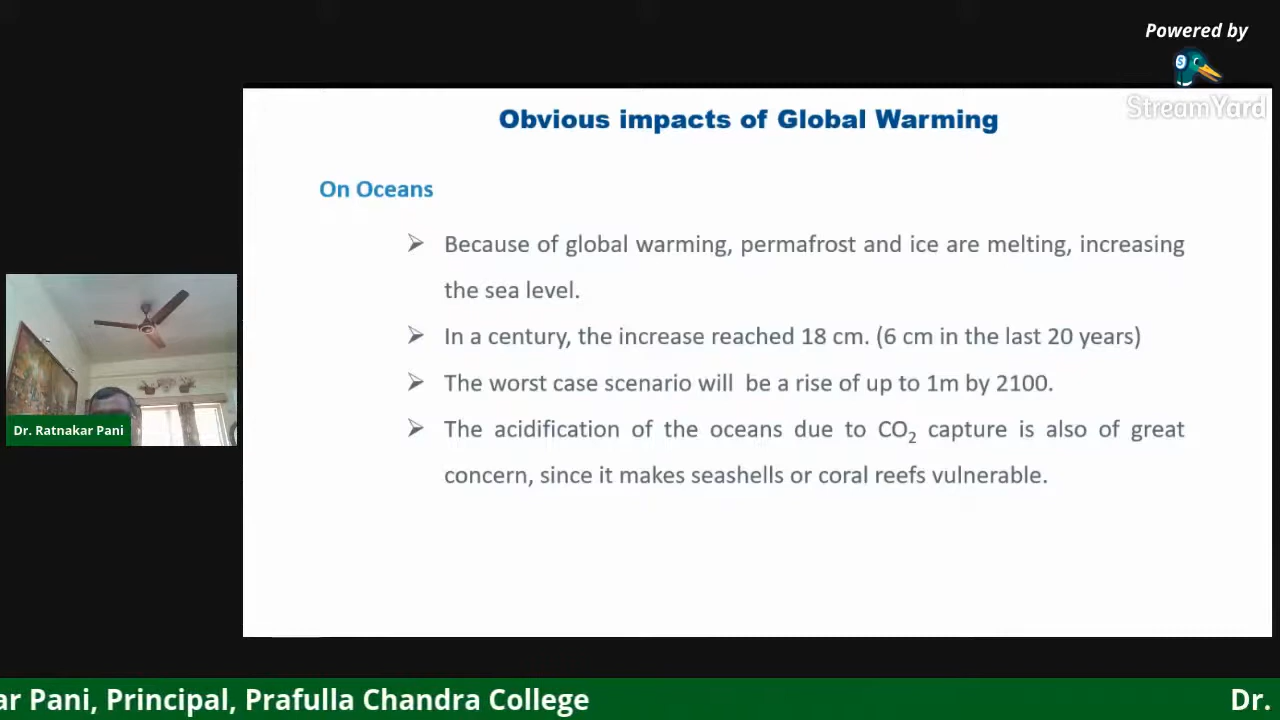 Powered by
StreamYard
Obvious impacts of Global Warming
On Oceans
➢ Because of global warming, permafrost and ice are melting, increasing
the sea level.
➢ In a century, the increase reached 18 cm. (6 cm in the last 20 years)
➢ The worst case scenario will be a rise of up to 1m by 2100.
➢ The acidification of the oceans due to CO₂ capture is also of great
concern, since it makes seashells or coral reefs vulnerable.
Dr. Ratnakar Pani
ar Pani, Principal, Prafulla Chandra College
Dr.